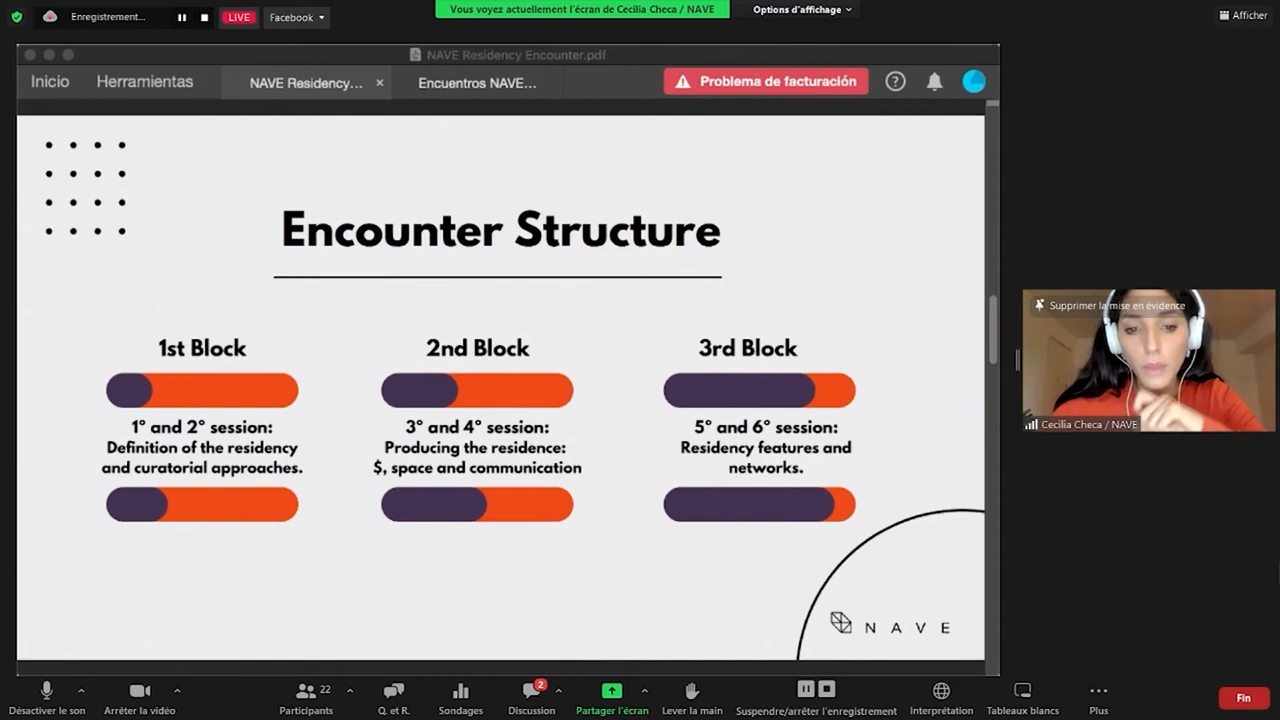 Enregistrement...
LIVE
Facebook
Vous voyez actuellement l'écran de Cecilia Checa / NAVE
Options d'affichage
Afficher
NAVE Residency Encounter.pdf
Inicio
Herramientas
NAVE Residency...
×
Encuentros NAVE...
Problema de facturación
?
Encounter Structure
1st Block
1° and 2° session:
Definition of the residency
and curatorial approaches.
2nd Block
3° and 4° session:
Producing the residence:
$, space and communication
3rd Block
5° and 6° session:
Residency features and
networks.
NAVE
Supprimer la mise en évidence
Cecilia Checa / NAVE
Désactiver le son
Arrêter la vidéo
22
Participants
Q. et R.
Sondages
2
Discussion
Partager l'écran
Lever la main
Suspendre/arrêter l'enregistrement
Interprétation
Tableaux blancs
Plus
Fin